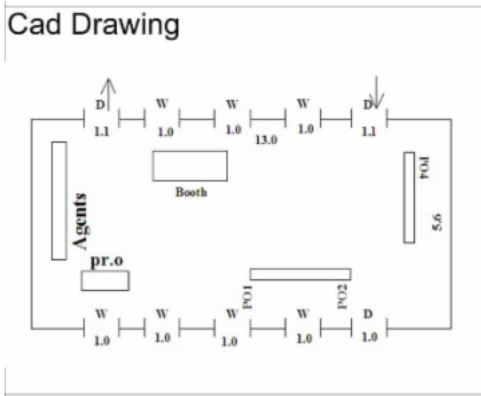 Cad Drawing
D W W W D
1.1 1.0 1.0 13.0 1.0 1.1
Booth
Agents
PO4
5.6
pr.o
PO1 PO2
W W W W D
1.0 1.0 1.0 1.0 1.0